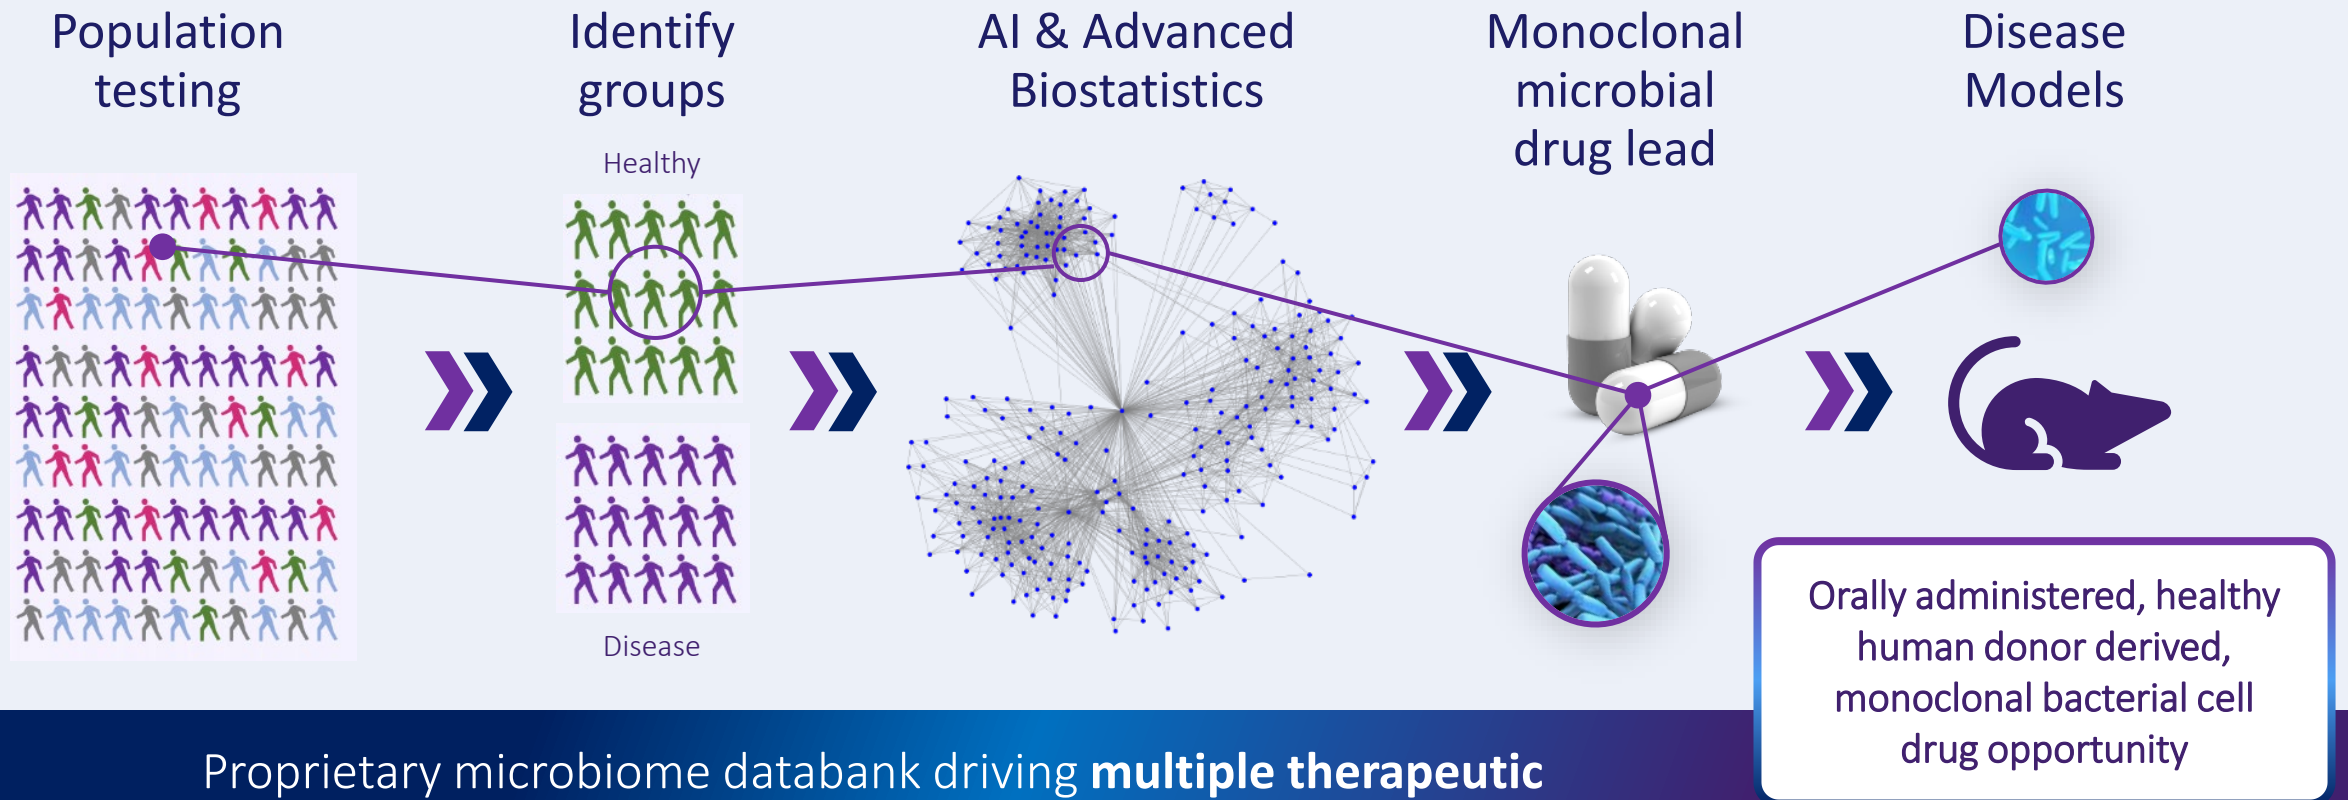 Population
testing
Identify
groups
AI & Advanced
Biostatistics
Monoclonal
microbial
drug lead
Disease
Models
Healthy
Disease
Orally administered, healthy
human donor derived,
monoclonal bacterial cell
drug opportunity
Proprietary microbiome databank driving multiple therapeutic